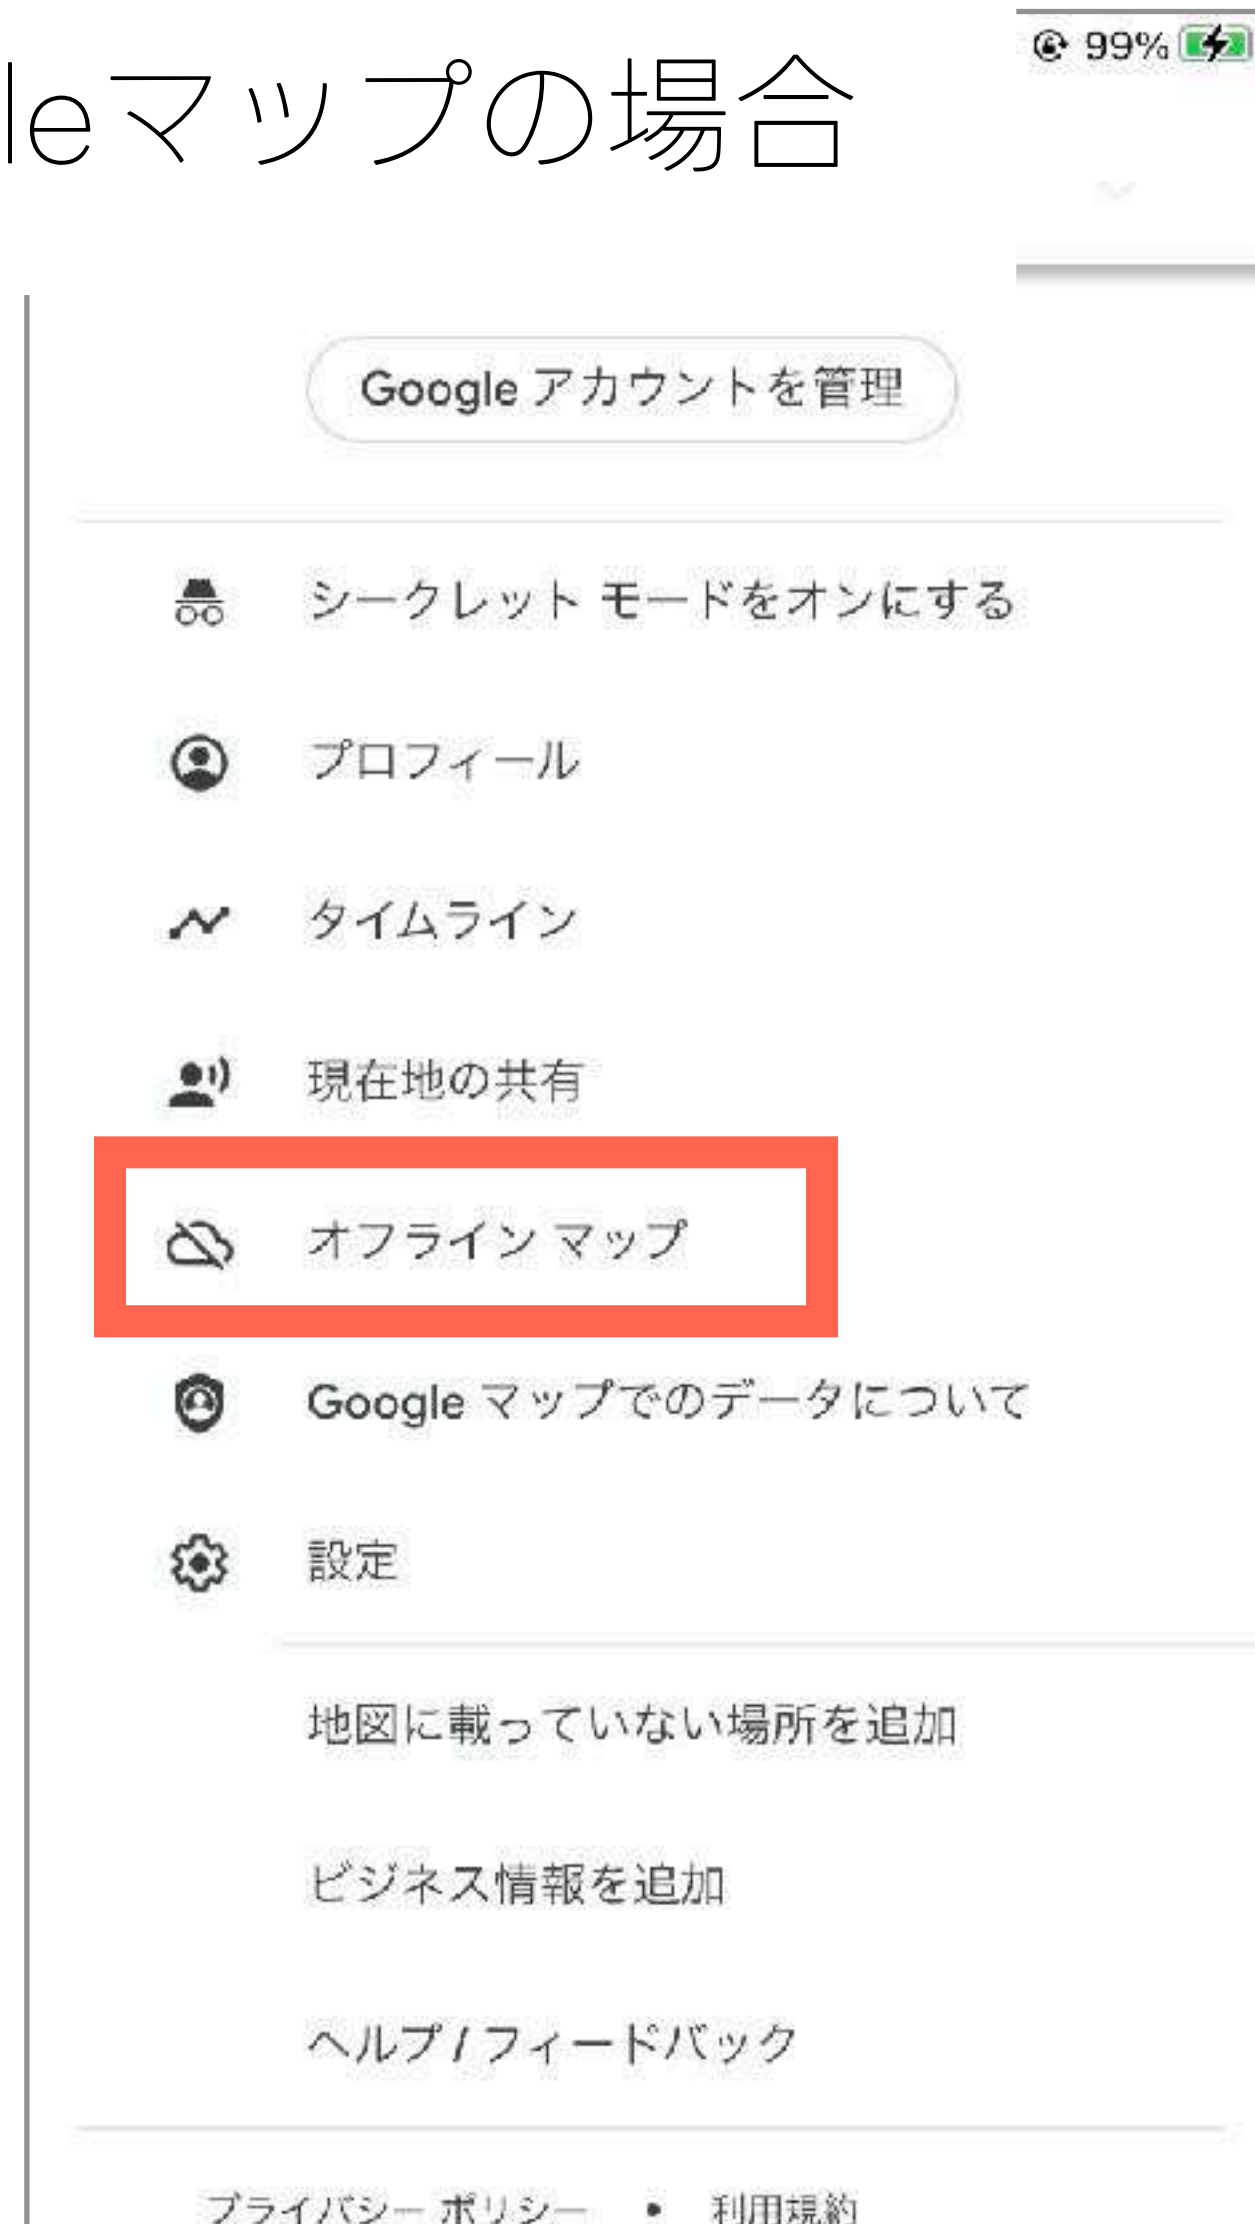 leマップの場合
99%
Google アカウントを管理
シークレット モードをオンにする
プロフィール
タイムライン
現在地の共有
オフライン マップ
Google マップでのデータについて
設定
地図に載っていない場所を追加
ビジネス情報を追加
ヘルプ / フィードバック
プライバシー ポリシー • 利用規約